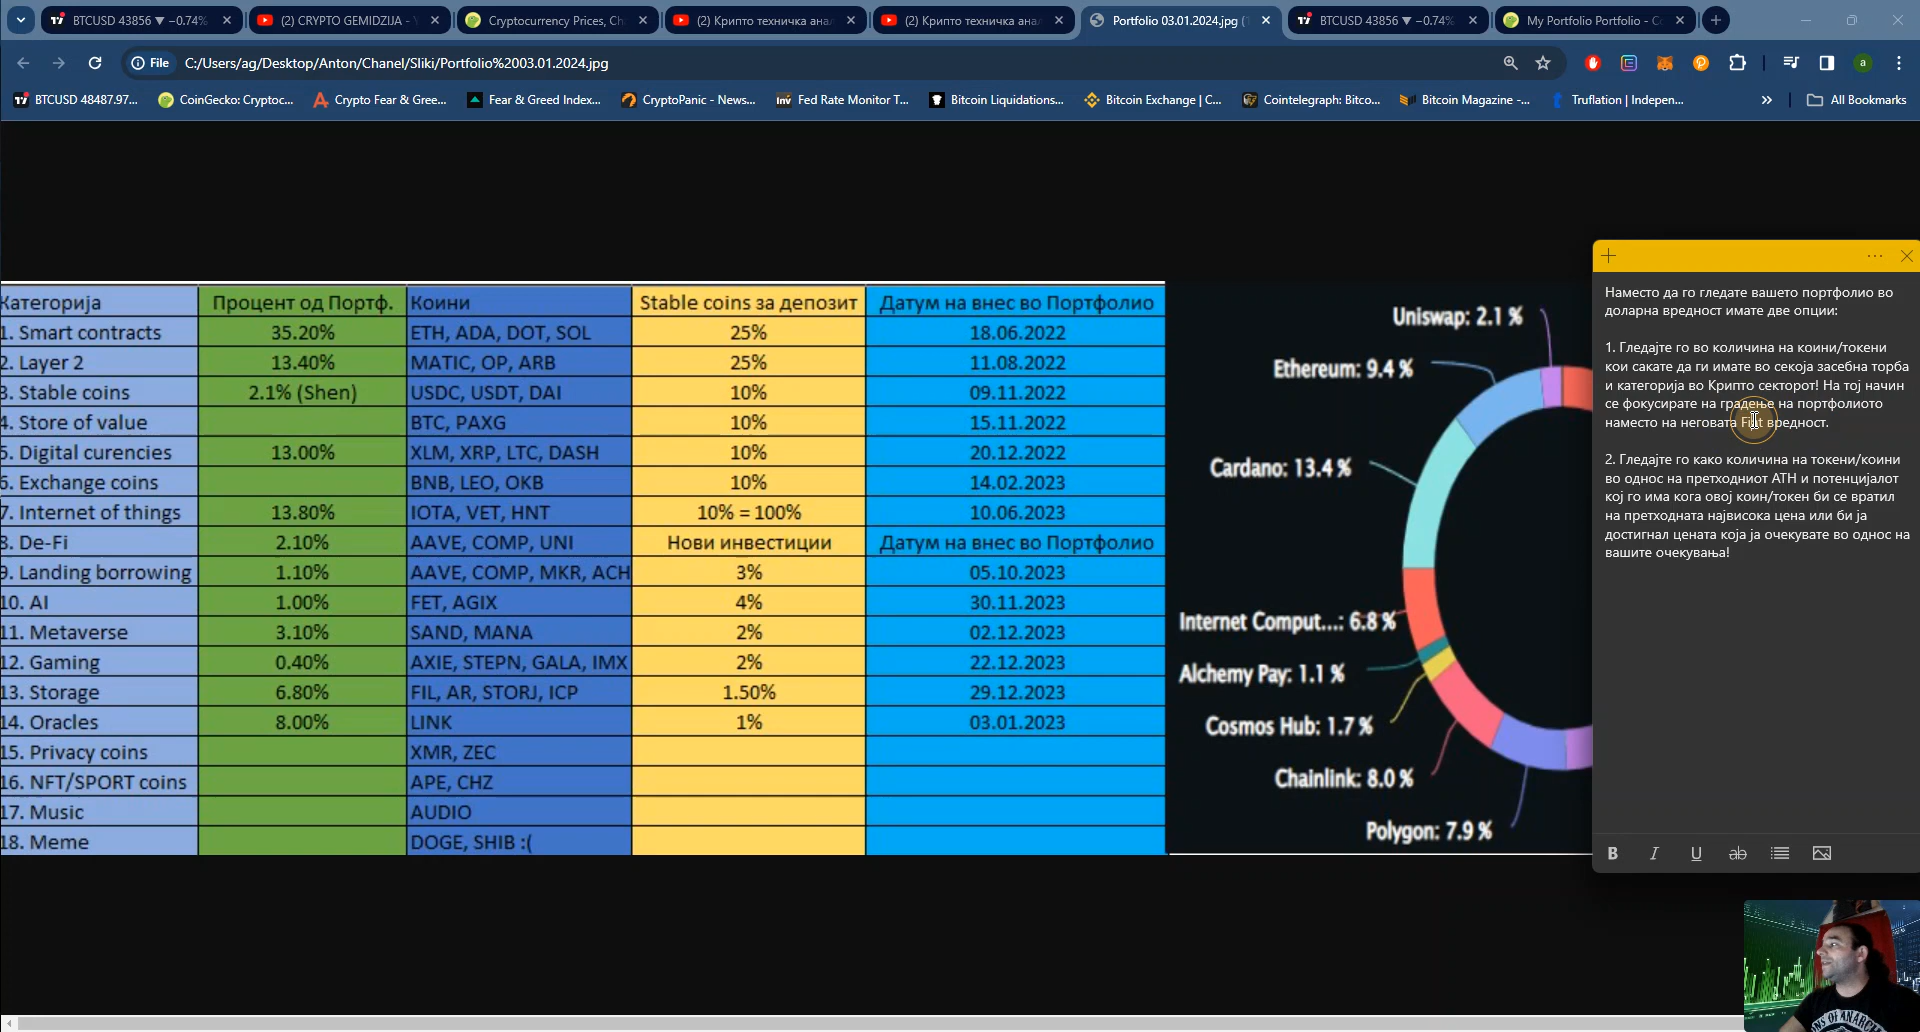 BTCUSD 43856 ▼ −0.74%
(2) CRYPTO GEMIDZIJA -
Cryptocurrency Prices, Ch
(2) Крипто техничка ана
(2) Крипто техничка ана
Portfolio 03.01.2024.jpg
BTCUSD 43856 ▼ −0.74%
My Portfolio Portfolio -
File
C:/Users/ag/Desktop/Anton/Chanel/Sliki/Portfolio%2003.01.2024.jpg
a
BTCUSD 48487.97...
CoinGecko: Cryptoc...
Crypto Fear & Gree...
Fear & Greed Index...
CryptoPanic - News...
Inv Fed Rate Monitor T...
Bitcoin Liquidations...
Bitcoin Exchange | C...
Cointelegraph: Bitco...
Bitcoin Magazine -...
Truflation | Indepen...
»
All Bookmarks
Категорија Процент од Портф. Коини Stable coins за депозит Датум на внес во Портфолио
1. Smart contracts 35.20% ETH, ADA, DOT, SOL 25% 18.06.2022
2. Layer 2 13.40% MATIC, OP, ARB 25% 11.08.2022
3. Stable coins 2.1% (Shen) USDC, USDT, DAI 10% 09.11.2022
4. Store of value BTC, PAXG 10% 15.11.2022
5. Digital curencies 13.00% XLM, XRP, LTC, DASH 10% 20.12.2022
6. Exchange coins BNB, LEO, OKB 10% 14.02.2023
7. Internet of things 13.80% IOTA, VET, HNT 10% = 100% 10.06.2023
8. De-Fi 2.10% AAVE, COMP, UNI Нови инвестиции Датум на внес во Портфолио
9. Landing borrowing 1.10% AAVE, COMP, MKR, ACH 3% 05.10.2023
10. AI 1.00% FET, AGIX 4% 30.11.2023
11. Metaverse 3.10% SAND, MANA 2% 02.12.2023
12. Gaming 0.40% AXIE, STEPN, GALA, IMX 2% 22.12.2023
13. Storage 6.80% FIL, AR, STORJ, ICP 1.50% 29.12.2023
14. Oracles 8.00% LINK 1% 03.01.2023
15. Privacy coins XMR, ZEC
16. NFT/SPORT coins APE, CHZ
17. Music AUDIO
18. Meme DOGE, SHIB :(
Uniswap: 2.1 %
Ethereum: 9.4 %
Cardano: 13.4 %
Internet Comput...: 6.8 %
Alchemy Pay: 1.1 %
Cosmos Hub: 1.7 %
Chainlink: 8.0 %
Polygon: 7.9 %
Наместо да го гледате вашето портфолио во
доларна вредност имате две опции:
1. Гледајте го во количина на коини/токени
кои сакате да ги имате во секоја засебна торба
и категорија во Крипто секторот! На тој начин
се фокусирате на градење на портфолиото
наместо на неговата Fiat вредност.
2. Гледајте го како количина на токени/коини
во однос на претходниот ATH и потенцијалот
кој го има кога овој коин/токен би се вратил
на претходната највисока цена или би ја
достигнал цената која ја очекувате во однос на
вашите очекувања!
B I U ab